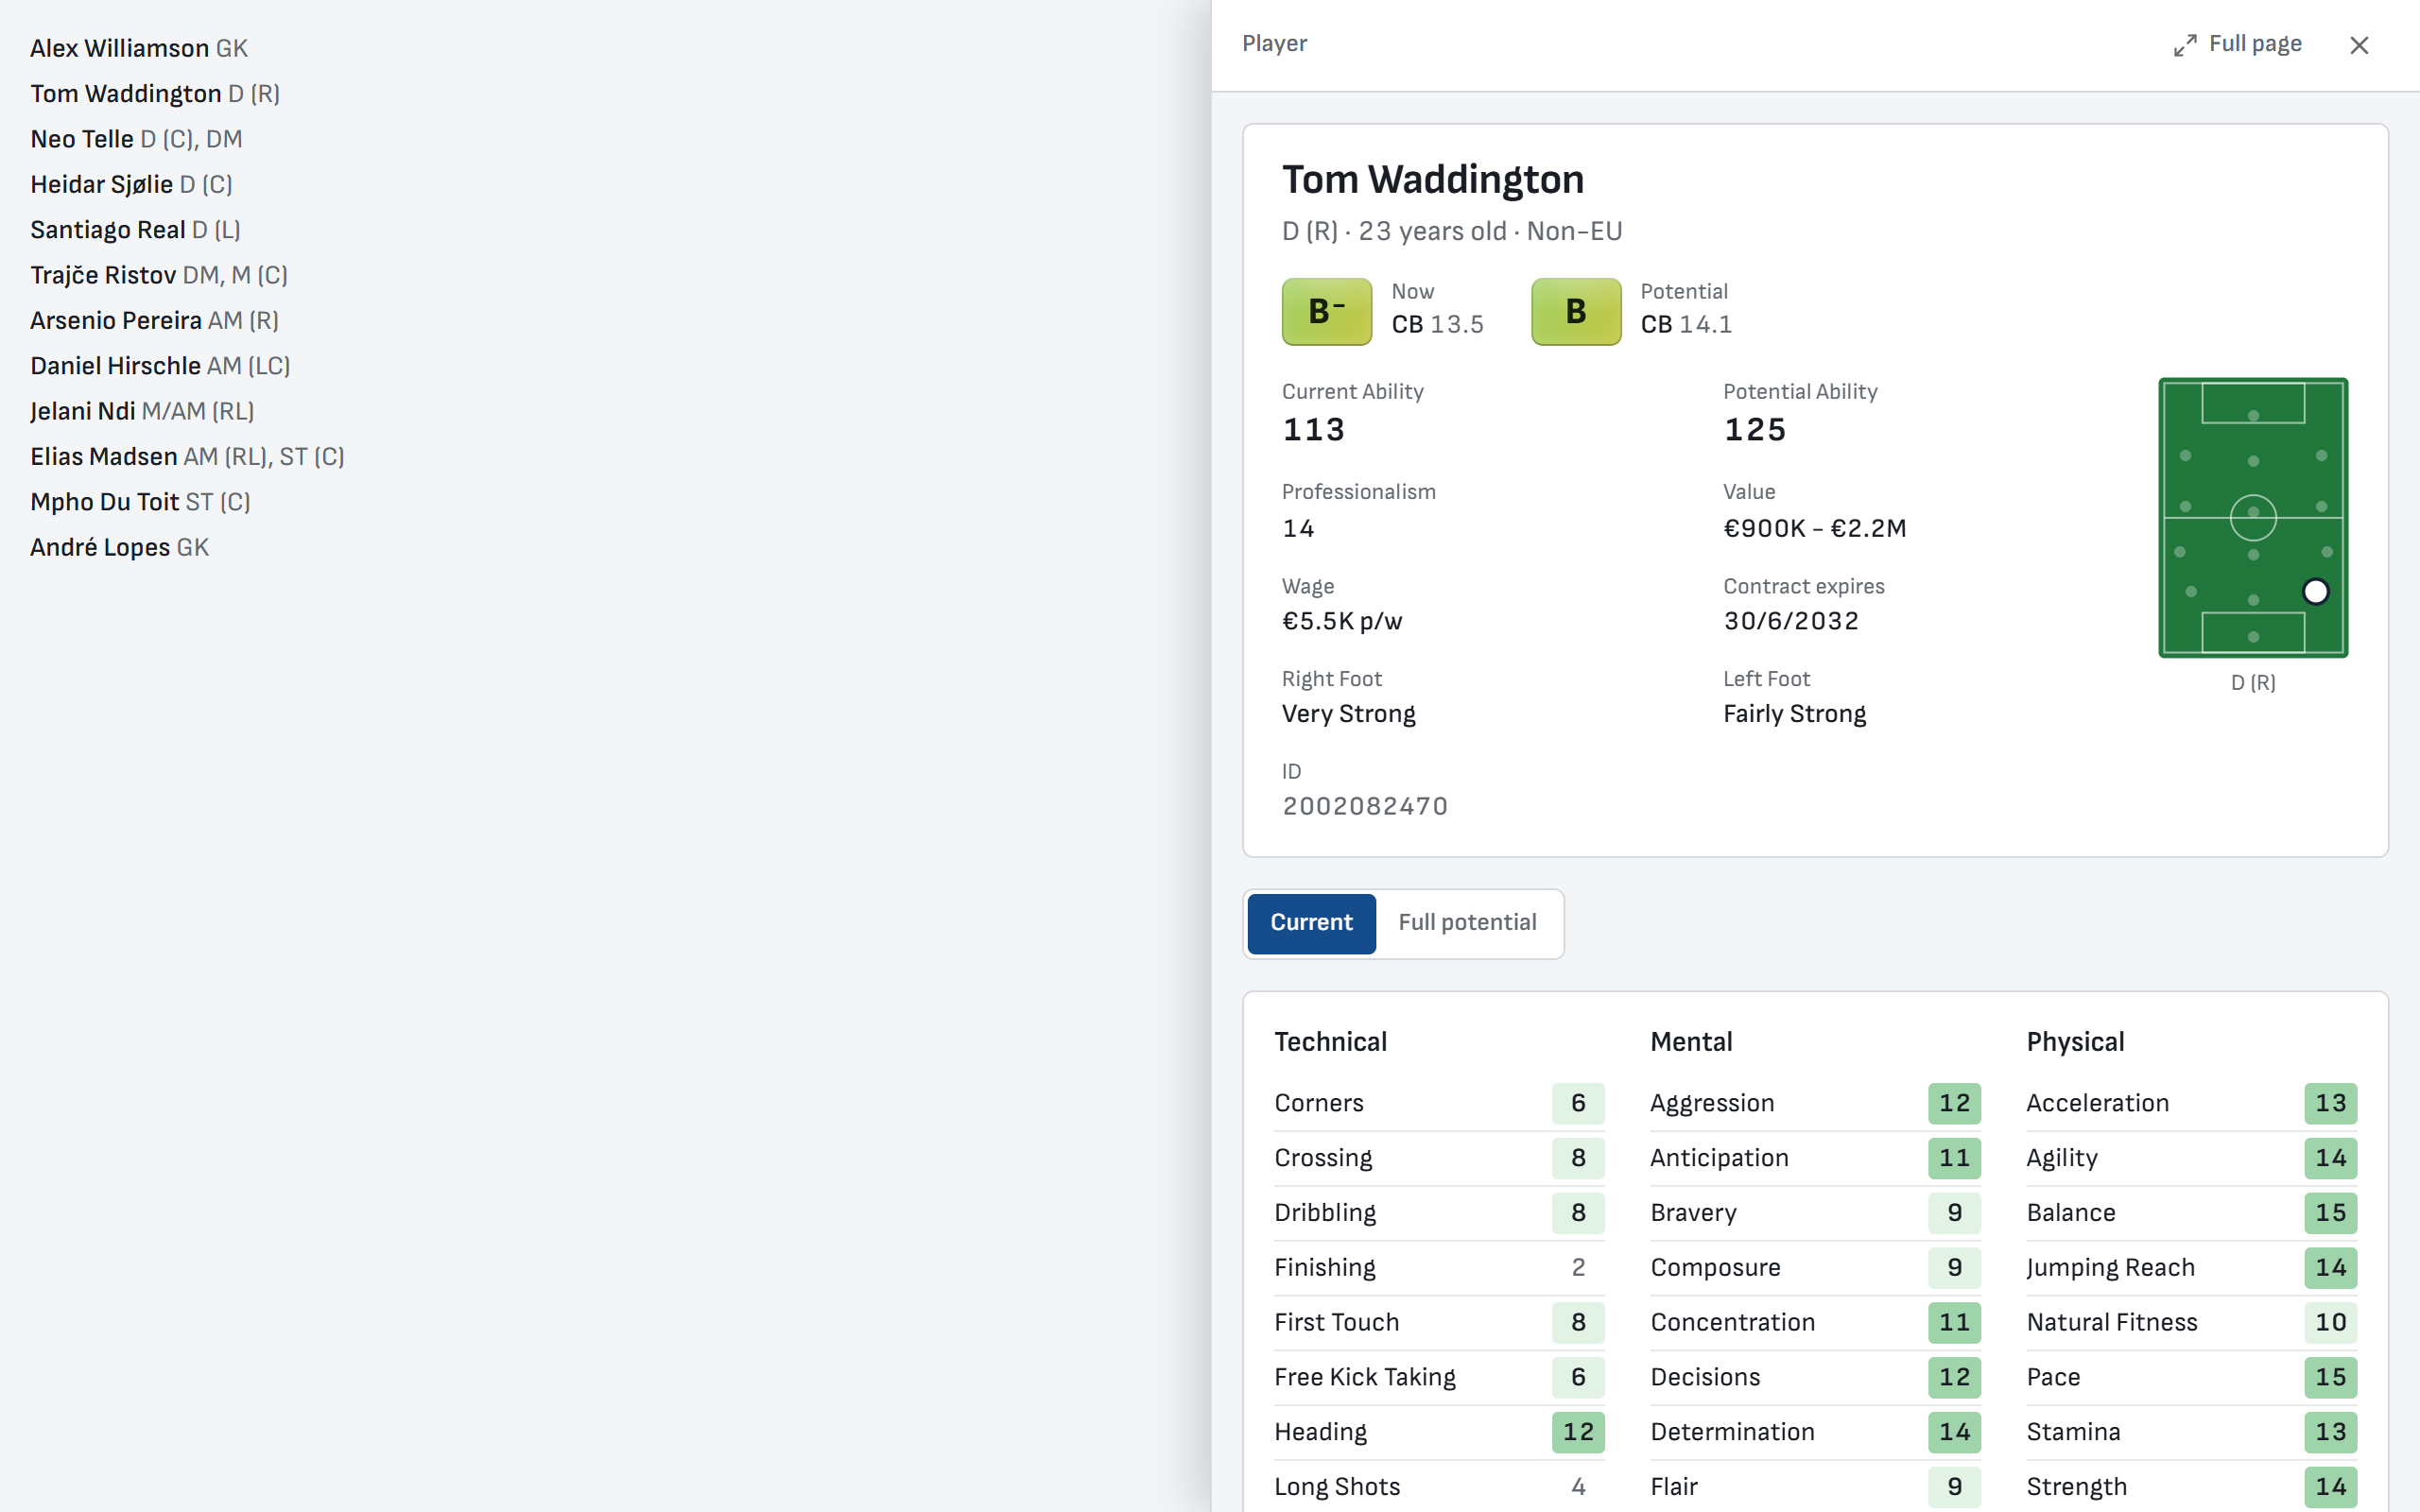 Alex Williamson GK
Tom Waddington D (R)
Neo Telle D (C), DM
Heidar Sjølie D (C)
Santiago Real D (L)
Trajče Ristov DM, M (C)
Arsenio Pereira AM (R)
Daniel Hirschle AM (LC)
Jelani Ndi M/AM (RL)
Elias Madsen AM (RL), ST (C)
Mpho Du Toit ST (C)
André Lopes GK
Player
Full page
Tom Waddington
D (R) · 23 years old · Non-EU
B-
Now
CB 13.5
B
Potential
CB 14.1
Current Ability
113
Potential Ability
125
Professionalism
14
Value
€900K - €2.2M
Wage
€5.5K p/w
Contract expires
30/6/2032
Right Foot
Very Strong
Left Foot
Fairly Strong
ID
2002082470
D (R)
Current
Full potential
Technical
Corners 6
Crossing 8
Dribbling 8
Finishing 2
First Touch 8
Free Kick Taking 6
Heading 12
Long Shots 4
Mental
Aggression 12
Anticipation 11
Bravery 9
Composure 9
Concentration 11
Decisions 12
Determination 14
Flair 9
Physical
Acceleration 13
Agility 14
Balance 15
Jumping Reach 14
Natural Fitness 10
Pace 15
Stamina 13
Strength 14